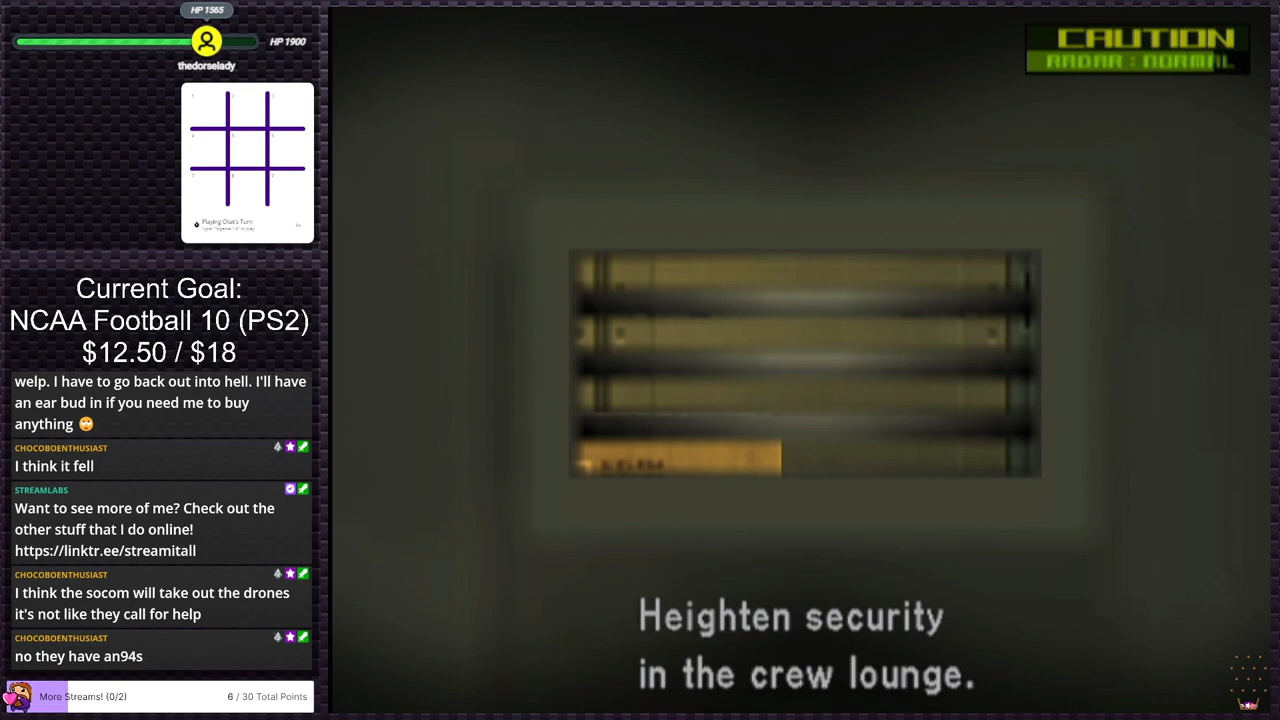 HP 1565
HP 1900
thedorselady
CAUTION
RADAR : NORMAL
Playing Chat's Turn
Current Goal:
NCAA Football 10 (PS2)
$12.50 / $18
welp. I have to go back out into hell. I'll have
an ear bud in if you need me to buy
anything 🙄
CHOCOBOENTHUSIAST
I think it fell
STREAMLABS
Want to see more of me? Check out the
other stuff that I do online!
https://linktr.ee/streamitall
CHOCOBOENTHUSIAST
I think the socom will take out the drones
it's not like they call for help
CHOCOBOENTHUSIAST
no they have an94s
More Streams! (0/2)
6 / 30 Total Points
Heighten security
in the crew lounge.